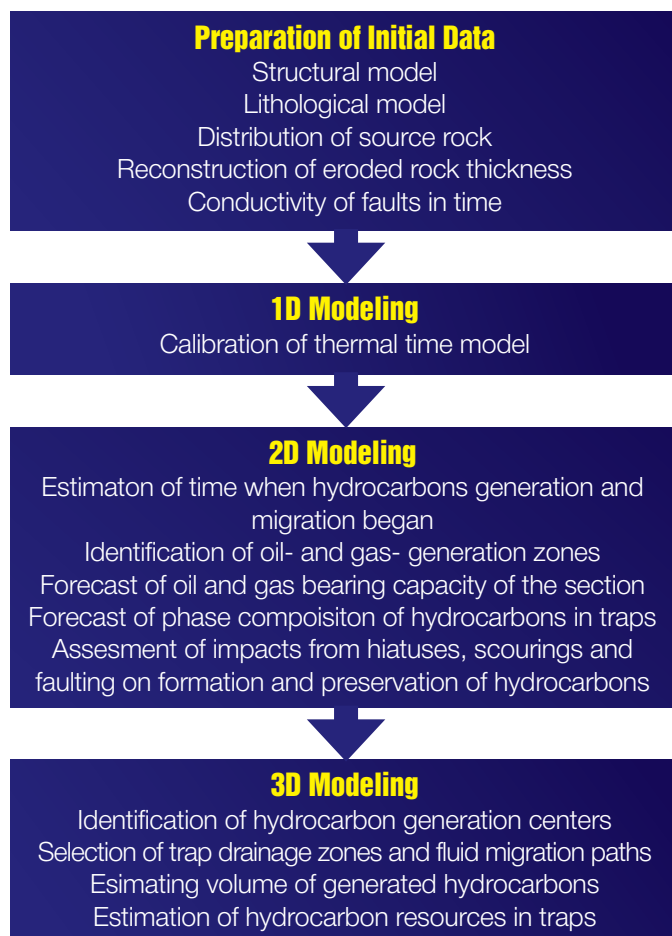 Preparation of Initial Data
Structural model
Lithological model
Distribution of source rock
Reconstruction of eroded rock thickness
Conductivity of faults in time
1D Modeling
Calibration of thermal time model
2D Modeling
Estimaton of time when hydrocarbons generation and
migration began
Identification of oil- and gas- generation zones
Forecast of oil and gas bearing capacity of the section
Forecast of phase compoisiton of hydrocarbons in traps
Assesment of impacts from hiatuses, scourings and
faulting on formation and preservation of hydrocarbons
3D Modeling
Identification of hydrocarbon generation centers
Selection of trap drainage zones and fluid migration paths
Esimating volume of generated hydrocarbons
Estimation of hydrocarbon resources in traps